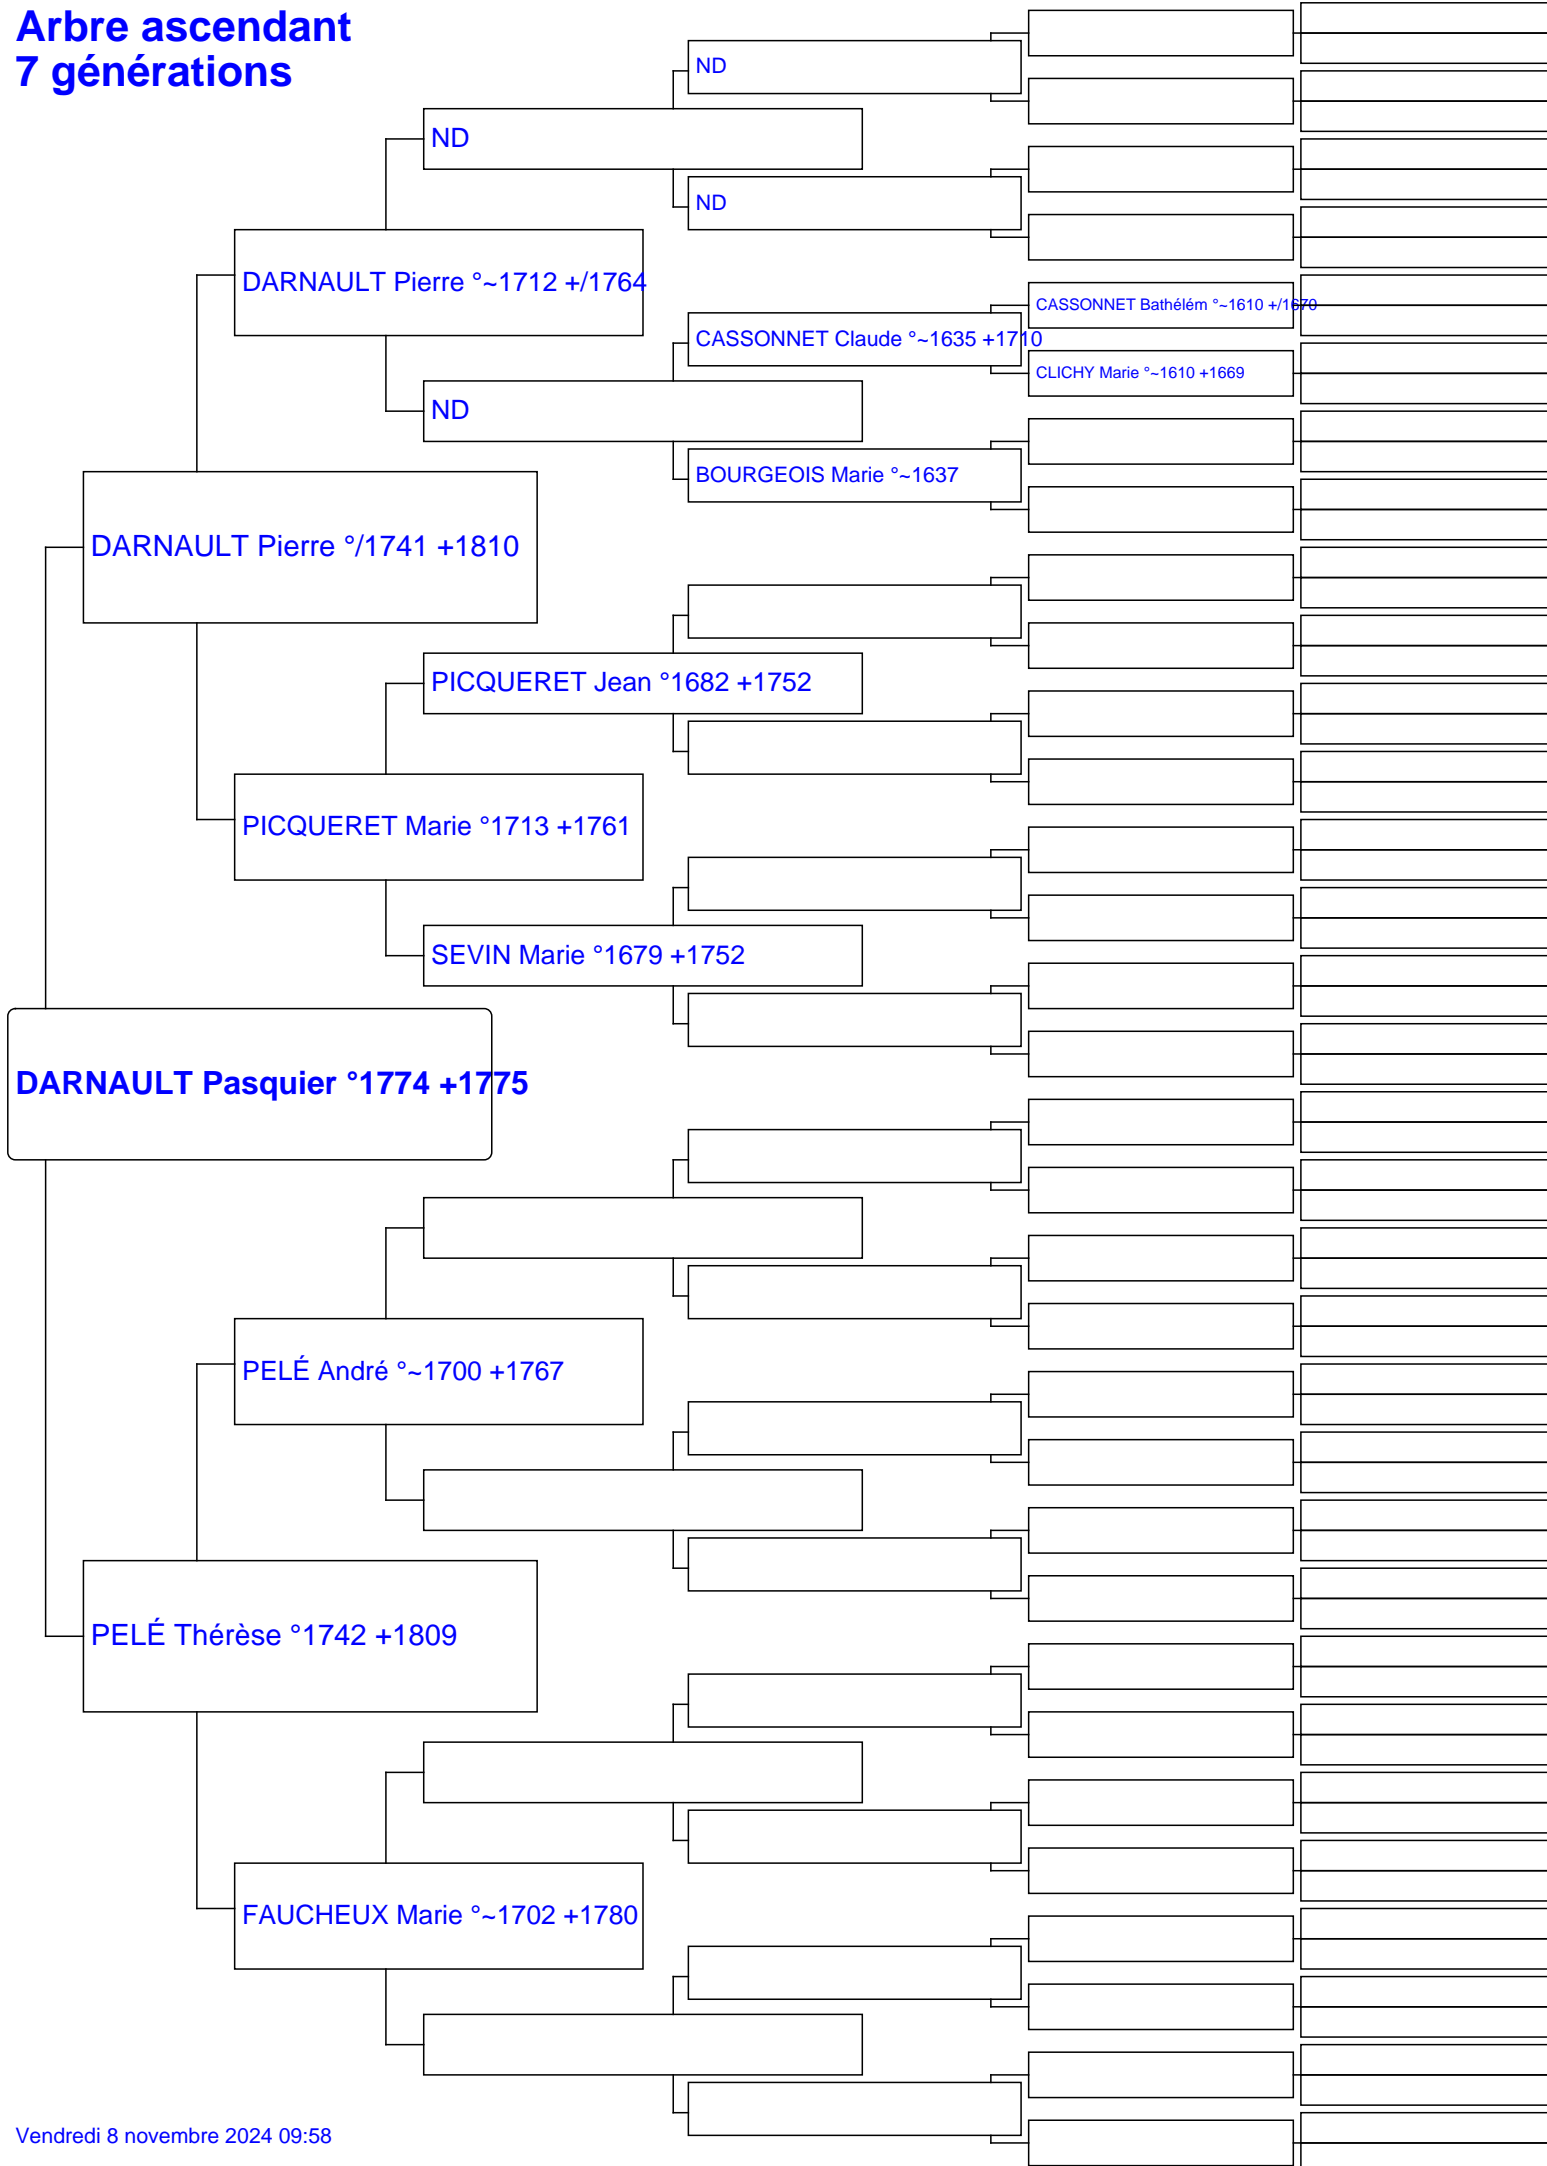 Arbre ascendant
7 générations
ND
ND
ND
DARNAULT Pierre °~1712 +/1764
CASSONNET Bathélém °~1610 +/1670
CASSONNET Claude °~1635 +1710
CLICHY Marie °~1610 +1669
ND
BOURGEOIS Marie °~1637
DARNAULT Pierre °/1741 +1810
PICQUERET Jean °1682 +1752
PICQUERET Marie °1713 +1761
SEVIN Marie °1679 +1752
DARNAULT Pasquier °1774 +1775
PELÉ André °~1700 +1767
PELÉ Thérèse °1742 +1809
FAUCHEUX Marie °~1702 +1780
Vendredi 8 novembre 2024 09:58